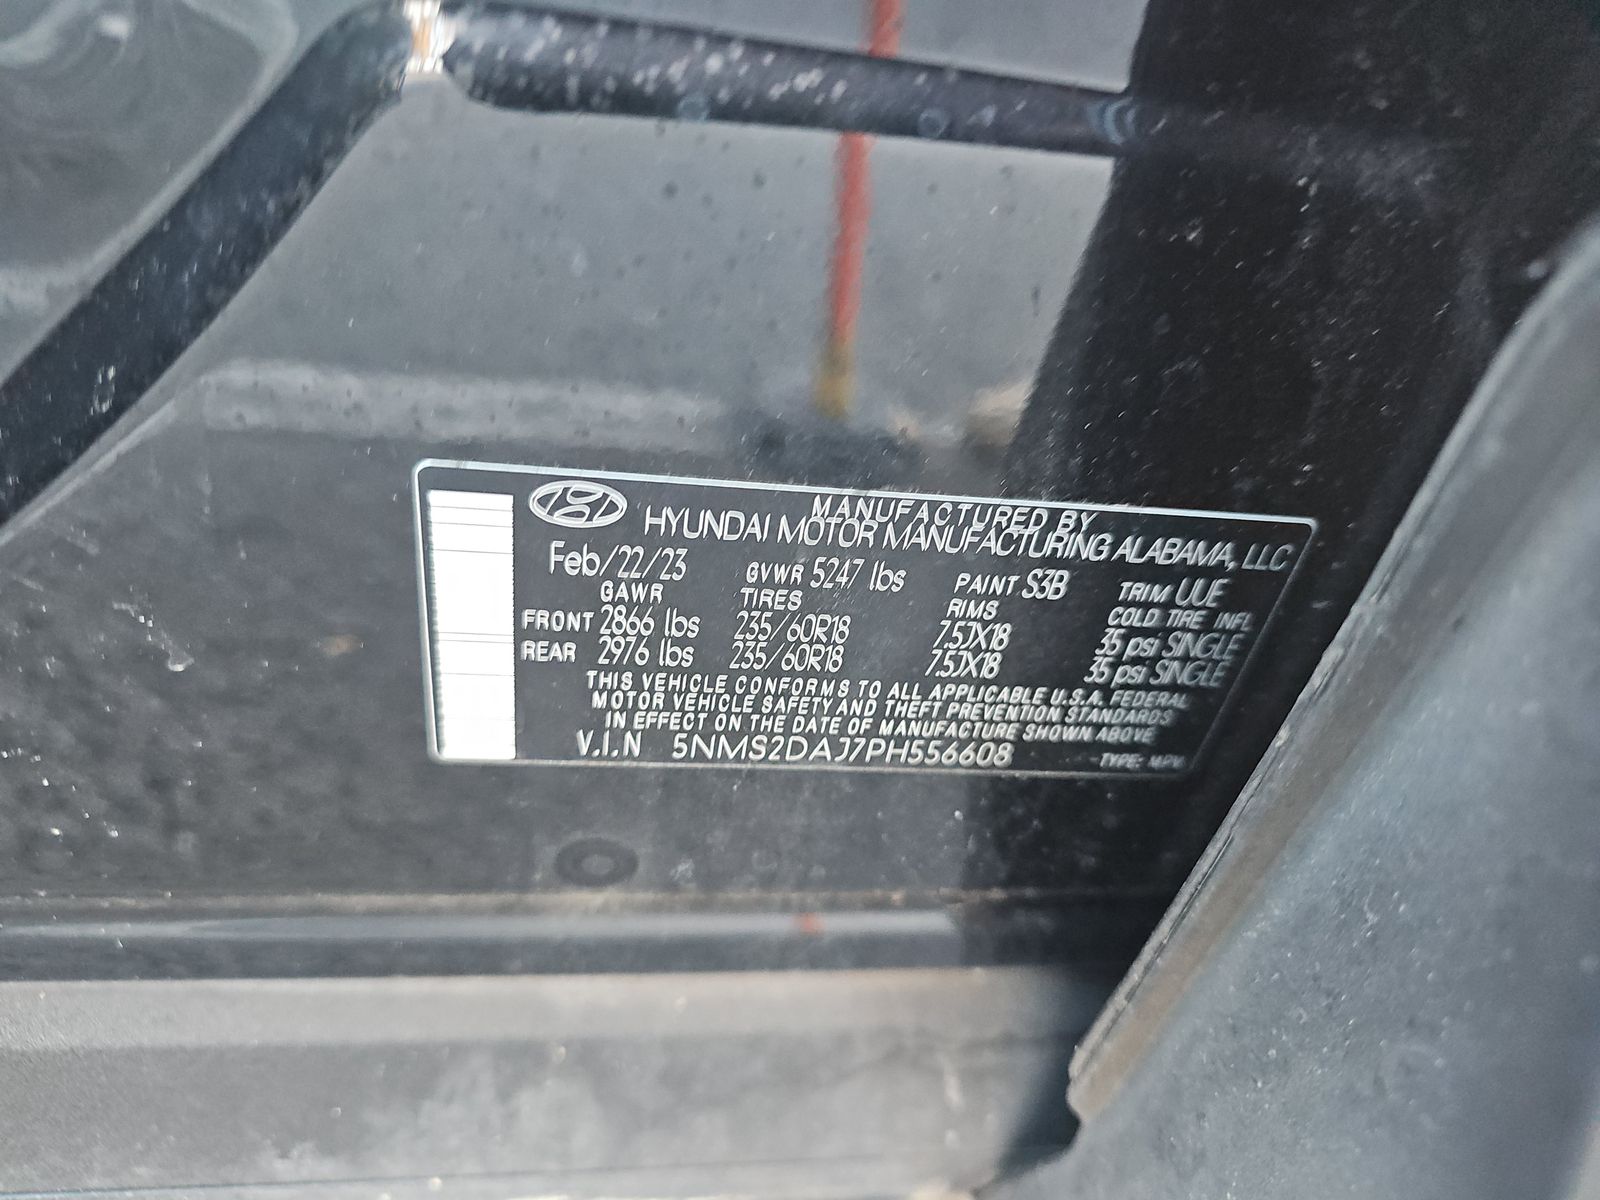 MANUFACTURED BY
HYUNDAI MOTOR MANUFACTURING ALABAMA, LLC
Feb/22/23 GVWR 5247 lbs PAINT S3B TRIM UUE
GAWR TIRES RIMS COLD TIRE INFL
FRONT 2866 lbs 235/60R18 7.5JX18 35 psi SINGLE
REAR 2976 lbs 235/60R18 7.5JX18 35 psi SINGLE
THIS VEHICLE CONFORMS TO ALL APPLICABLE U.S.A. FEDERAL
MOTOR VEHICLE SAFETY AND THEFT PREVENTION STANDARDS
IN EFFECT ON THE DATE OF MANUFACTURE SHOWN ABOVE
V.I.N 5NMS2DAJ7PH556608 TYPE: MPV